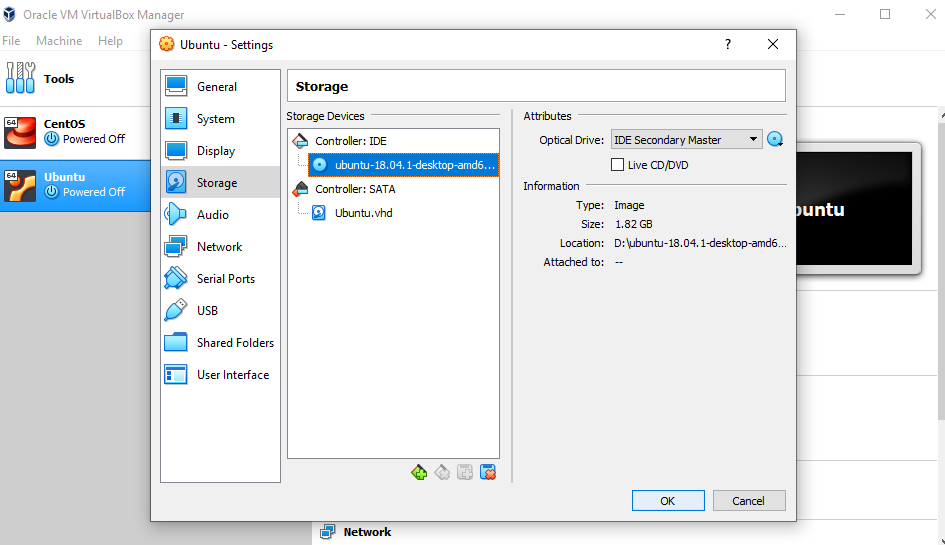 Oracle VM VirtualBox Manager
File Machine Help
Tools
64 CentOS
Powered Off
64 Ubuntu
Powered Off
Ubuntu - Settings
?
General
System
Display
Storage
Audio
Network
Serial Ports
USB
Shared Folders
User Interface
Storage
Storage Devices
Controller: IDE
ubuntu-18.04.1-desktop-amd6...
Controller: SATA
Ubuntu.vhd
Attributes
Optical Drive: IDE Secondary Master
Live CD/DVD
Information
Type: Image
Size: 1.82 GB
Location: D:\ubuntu-18.04.1-desktop-amd6...
Attached to: --
OK Cancel
buntu
Network